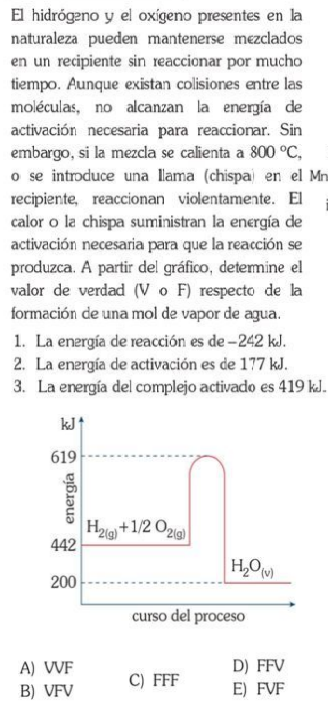 El hidrógeno y el oxígeno presentes en la
naturaleza pueden mantenerse mezclados
en un recipiente sin reaccionar por mucho
tiempo. Aunque existan colisiones entre las
moléculas, no alcanzan la energía de
activación necesaria para reaccionar. Sin
embargo, si la mezcla se calienta a 800 °C,
o se introduce una llama (chispa) en el Mn
recipiente, reaccionan violentamente. El
calor o la chispa suministran la energía de
activación necesaria para que la reacción se
produzca. A partir del gráfico, determine el
valor de verdad (V o F) respecto de la
formación de una mol de vapor de agua.
1. La energía de reacción es de –242 kJ.
2. La energía de activación es de 177 kJ.
3. La energía del complejo activado es 419 kJ.
kJ
619
energía
H2(g) + 1/2 O2(g)
442
H2O(v)
200
curso del proceso
A) VVF
B) VFV
C) FFF
D) FFV
E) FVF